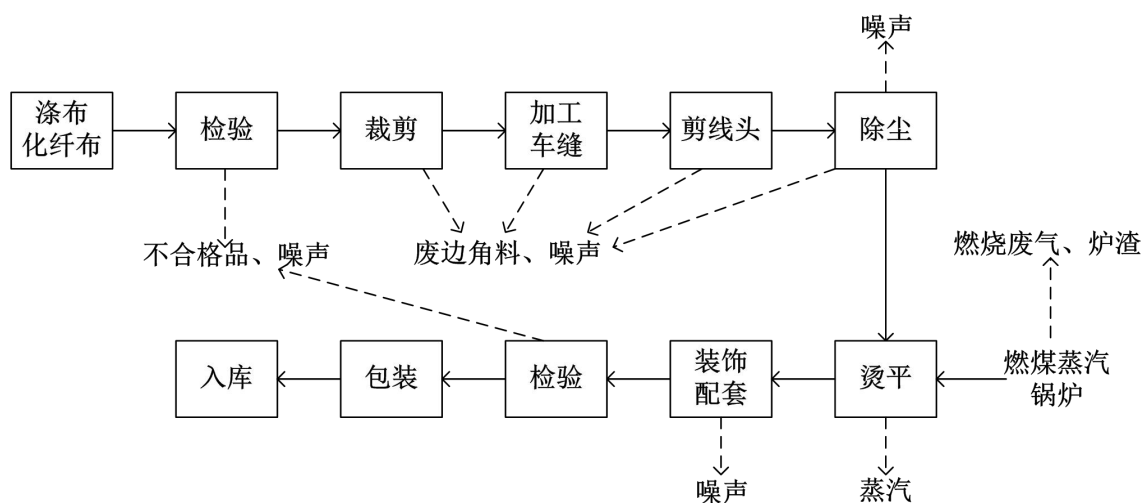 噪声
涤布
化纤布
检验
裁剪
加工
车缝
剪线头
除尘
不合格品、噪声
废边角料、噪声
燃烧废气、炉渣
入库
包装
检验
装饰
配套
烫平
燃煤蒸汽
锅炉
噪声
蒸汽